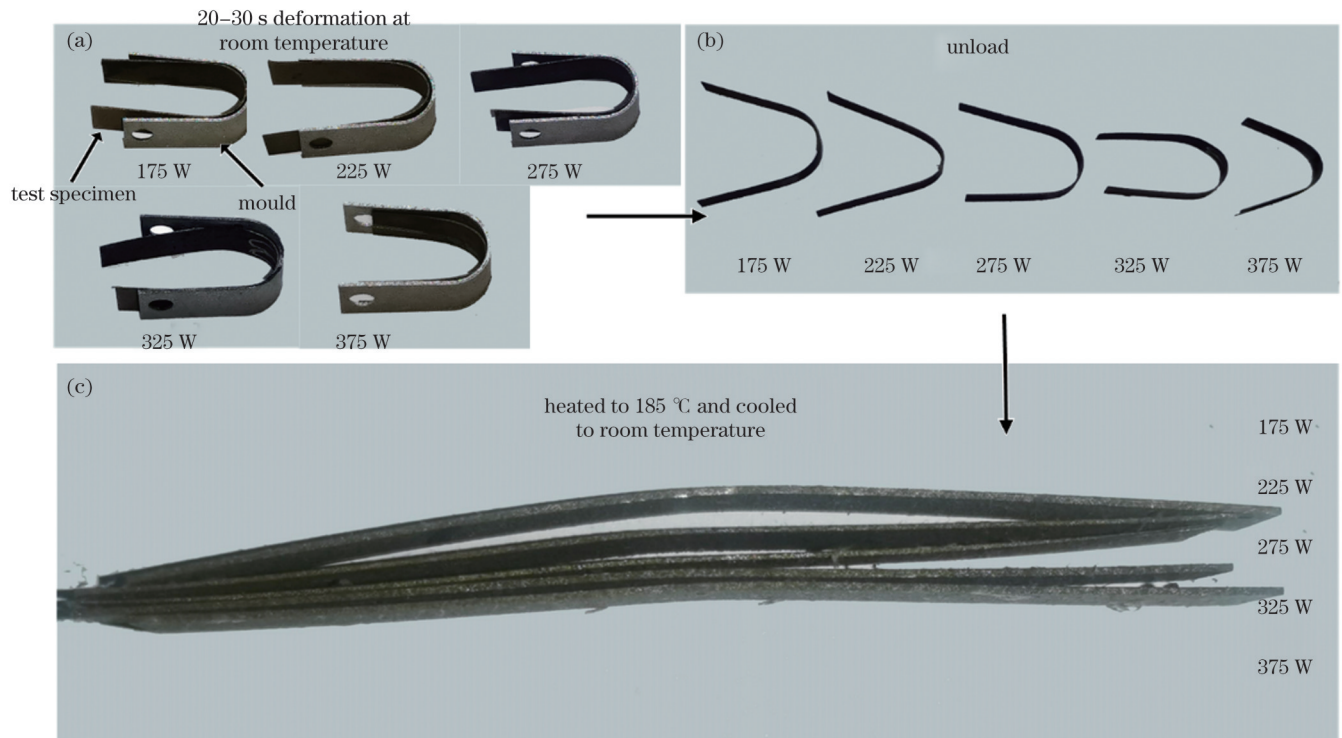 (a)
20–30 s deformation at
room temperature
175 W
225 W
275 W
test specimen
mould
325 W
375 W
(b)
unload
175 W
225 W
275 W
325 W
375 W
(c)
heated to 185 ℃ and cooled
to room temperature
175 W
225 W
275 W
325 W
375 W